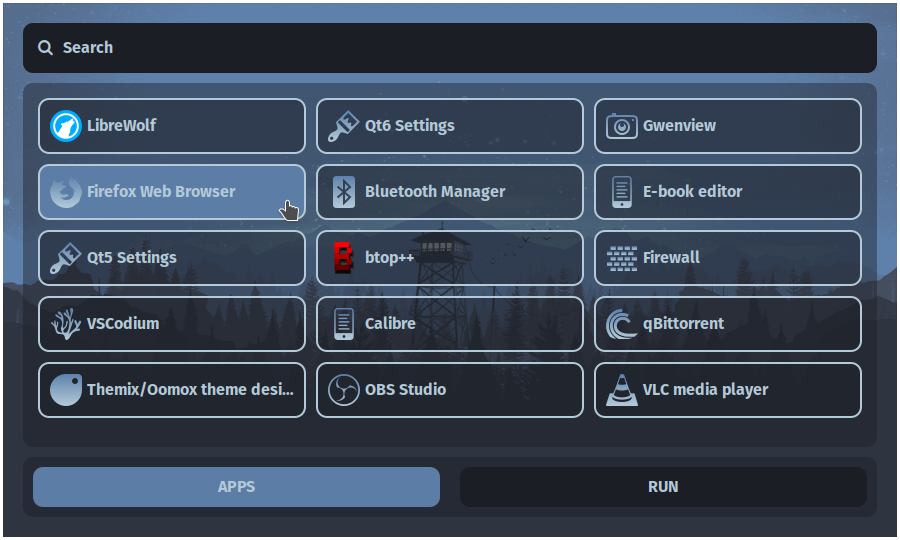 Search
LibreWolf
Qt6 Settings
Gwenview
Firefox Web Browser
Bluetooth Manager
E-book editor
Qt5 Settings
btop++
Firewall
VSCodium
Calibre
qBittorrent
Themix/Oomox theme desi...
OBS Studio
VLC media player
APPS
RUN